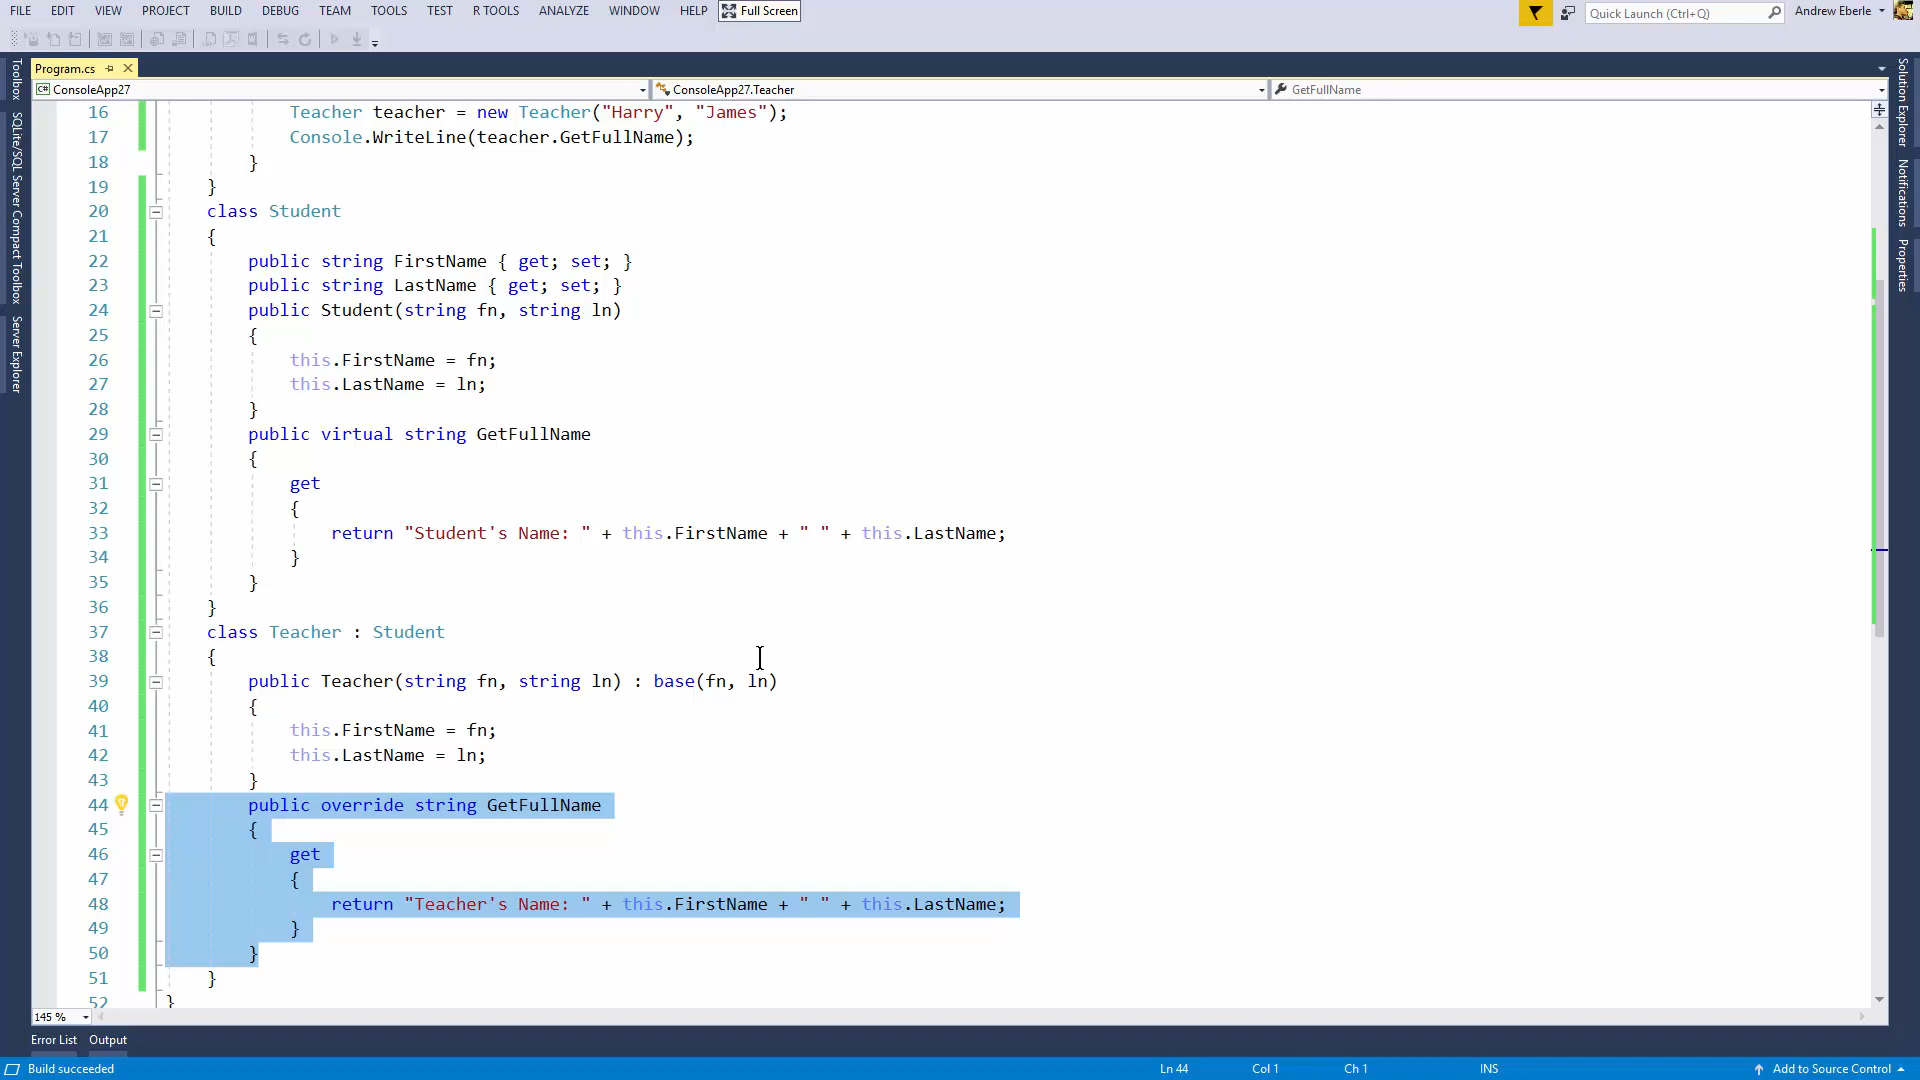 FILE EDIT VIEW PROJECT BUILD DEBUG TEAM TOOLS TEST R TOOLS ANALYZE WINDOW HELP Full Screen Quick Launch (Ctrl+Q) Andrew Eberle
Program.cs
C# ConsoleApp27 ConsoleApp27.Teacher GetFullName
Toolbox
SQLite/SQL Server Compact Toolbox
Server Explorer
16 Teacher teacher = new Teacher("Harry", "James");
17 Console.WriteLine(teacher.GetFullName);
18 }
19 }
20 class Student
21 {
22 public string FirstName { get; set; }
23 public string LastName { get; set; }
24 public Student(string fn, string ln)
25 {
26 this.FirstName = fn;
27 this.LastName = ln;
28 }
29 public virtual string GetFullName
30 {
31 get
32 {
33 return "Student's Name: " + this.FirstName + " " + this.LastName;
34 }
35 }
36 }
37 class Teacher : Student
38 {
39 public Teacher(string fn, string ln) : base(fn, ln)
40 {
41 this.FirstName = fn;
42 this.LastName = ln;
43 }
44 public override string GetFullName
45 {
46 get
47 {
48 return "Teacher's Name: " + this.FirstName + " " + this.LastName;
49 }
50 }
51 }
52 }
Solution Explorer
Notifications
Properties
145 %
Error List Output
Build succeeded Ln 44 Col 1 Ch 1 INS Add to Source Control